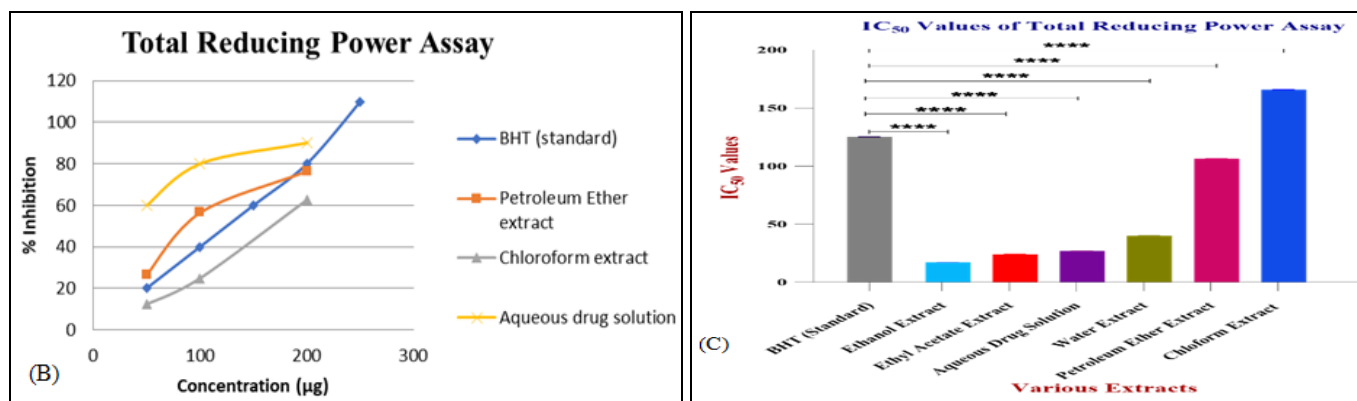 Total Reducing Power Assay
% Inhibition
120
100
80
60
40
20
0
0 100 200 300
Concentration (µg)
BHT (standard)
Petroleum Ether
extract
Chloroform extract
Aqueous drug solution
(B)
IC50 Values of Total Reducing Power Assay
IC50 Values
200
150
100
50
0
****
****
****
****
****
****
BHT (Standard)
Ethanol Extract
Ethyl Acetate Extract
Aqueous Drug Solution
Water Extract
Petroleum Ether Extract
Chloform Extract
Various Extracts
(C)